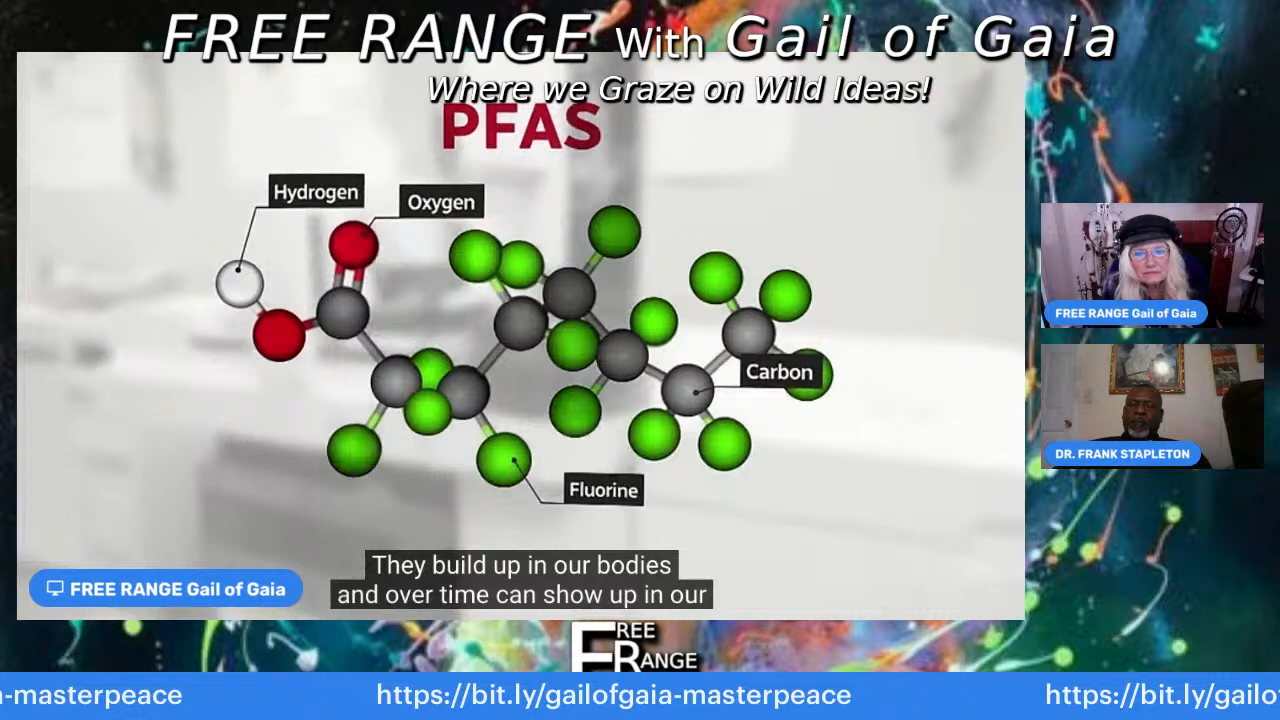 FREE RANGE With Gail of Gaia
Where we Graze on Wild Ideas!
PFAS
Hydrogen
Oxygen
Carbon
Fluorine
They build up in our bodies
and over time can show up in our
FREE RANGE Gail of Gaia
FREE RANGE Gail of Gaia
DR. FRANK STAPLETON
FREE
RANGE
a-masterpeace https://bit.ly/gailofgaia-masterpeace https://bit.ly/gailo